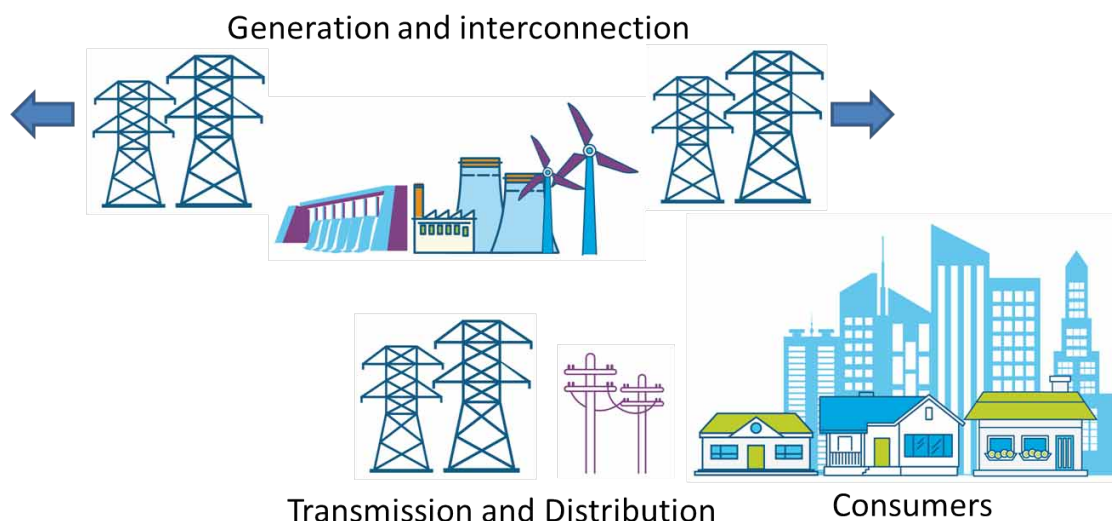 Generation and interconnection
Transmission and Distribution
Consumers